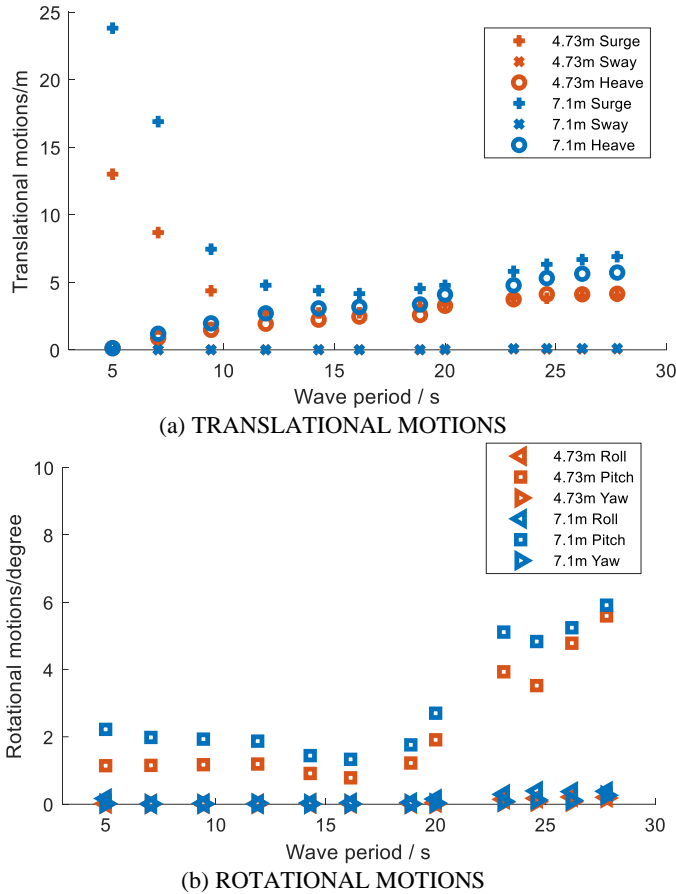 25
20
15
10
5
0
Translational motions/m
4.73m Surge
4.73m Sway
4.73m Heave
7.1m Surge
7.1m Sway
7.1m Heave
5 10 15 20 25 30
Wave period / s
(a) TRANSLATIONAL MOTIONS
10
8
6
4
2
0
Rotational motions/degree
4.73m Roll
4.73m Pitch
4.73m Yaw
7.1m Roll
7.1m Pitch
7.1m Yaw
5 10 15 20 25 30
Wave period / s
(b) ROTATIONAL MOTIONS